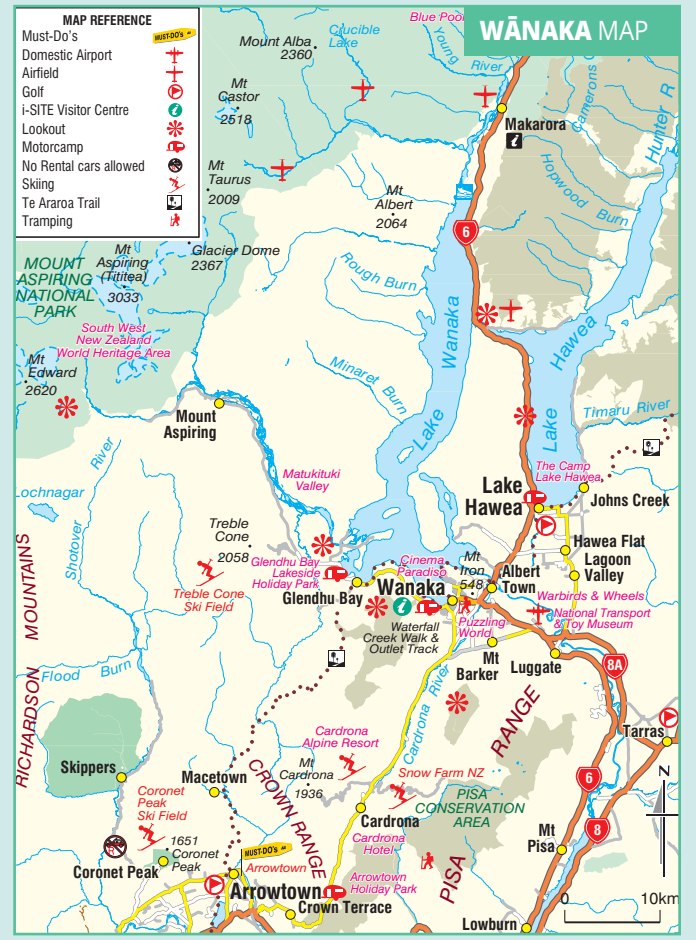 WĀNAKA MAP
MAP REFERENCE
Must-Do's
MUST-DO's
Domestic Airport
Airfield
Golf
i-SITE Visitor Centre
Lookout
Motorcamp
No Rental cars allowed
Skiing
Te Araroa Trail
Tramping
Mount Alba
2360
Crucible
Lake
Blue Pool
Young
River
Camerons C
Hunter R
Mt
Castor
2518
Makarora
Hopwood Burn
Mt
Taurus
2009
Mt
Albert
2064
6
Glacier Dome
2367
Mt
Aspiring
(Tititea)
3033
MOUNT
ASPIRING
NATIONAL
PARK
Rough Burn
South West
New Zealand
World Heritage Area
Lake Wanaka
Lake Hawea
Mt
Edward
2620
Minaret Burn
Mount
Aspiring
Timaru River
River
Shotover
Lochnagar
Matukituki
Valley
The Camp
Lake Hawea
Lake
Hawea
Johns Creek
Treble
Cone
2058
Hawea Flat
Lagoon
Valley
Glendhu Bay
Lakeside
Holiday Park
Cinema
Paradiso
Mt
Iron
548
Albert
Town
Treble Cone
Ski Field
Glendhu Bay
Wanaka
Warbirds & Wheels
National Transport
& Toy Museum
Waterfall
Creek Walk &
Outlet Track
Puzzling
World
RICHARDSON MOUNTAINS
Flood Burn
Mt
Barker
Luggate
8A
Cardrona River
PISA RANGE
Tarras
Cardrona
Alpine Resort
Skippers
Macetown
CROWN RANGE
Mt
Cardrona
1936
Snow Farm NZ
6
N
PISA
CONSERVATION
AREA
Coronet
Peak
Ski Field
Cardrona
8
Mt
Pisa
1651
Coronet
Peak
Cardrona
Hotel
Coronet Peak
MUST-DO's
Arrowtown
Arrowtown
Arrowtown
Holiday Park
Crown Terrace
Lowburn
0
10km